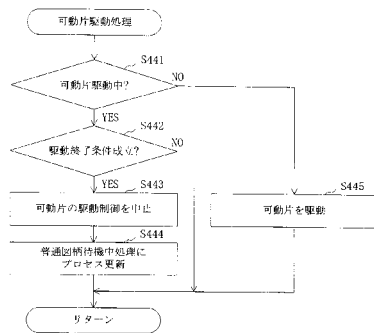 可動片駆動処理
S441
可動片駆動中?
NO
YES
S442
駆動終了条件成立?
NO
YES
S443
可動片の駆動制御を中止
S445
可動片を駆動
S444
普通図柄待機中処理に
プロセス更新
リターン